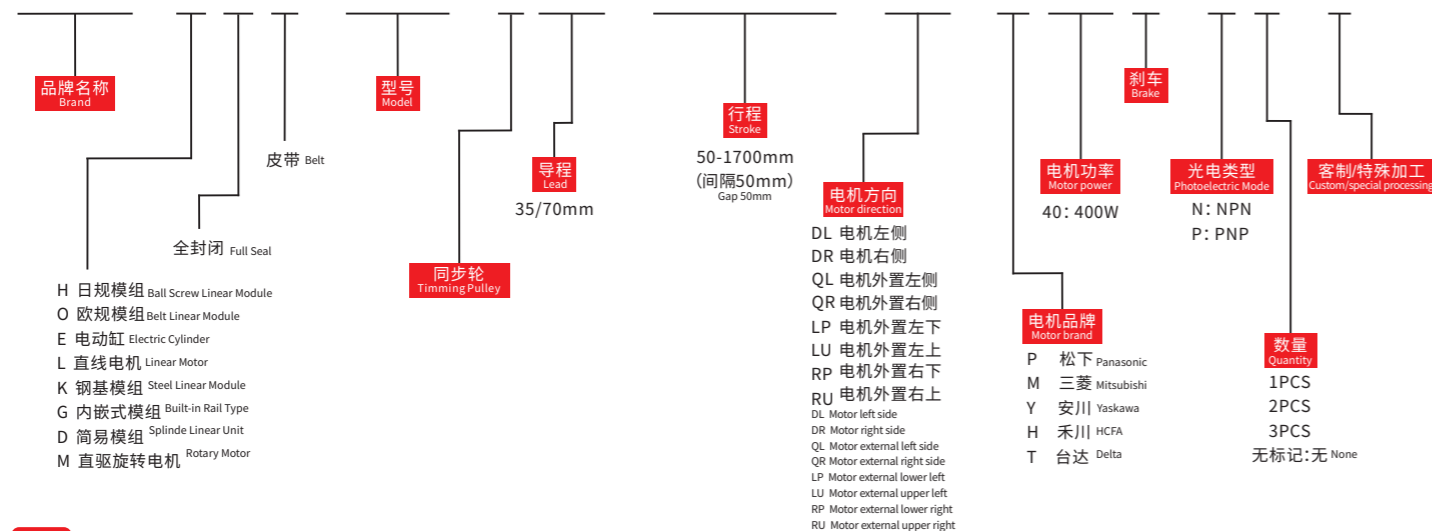 品牌名称
Brand
皮带 Belt
全封闭 Full Seal
H 日规模组 Ball Screw Linear Module
O 欧规模组 Belt Linear Module
E 电动缸 Electric Cylinder
L 直线电机 Linear Motor
K 钢基模组 Steel Linear Module
G 内嵌式模组 Built-in Rail Type
D 简易模组 Splinde Linear Unit
M 直驱旋转电机 Rotary Motor
型号
Model
同步轮
Timming Pulley
导程
Lead
35/70mm
行程
Stroke
50-1700mm
(间隔50mm)
Gap 50mm
电机方向
Motor direction
DL 电机左侧
DR 电机右侧
QL 电机外置左侧
QR 电机外置右侧
LP 电机外置左下
LU 电机外置左上
RP 电机外置右下
RU 电机外置右上
DL Motor left side
DR Motor right side
QL Motor external left side
QR Motor external right side
LP Motor external lower left
LU Motor external upper left
RP Motor external lower right
RU Motor external upper right
电机品牌
Motor brand
P 松下 Panasonic
M 三菱 Mitsubishi
Y 安川 Yaskawa
H 禾川 HCFA
T 台达 Delta
电机功率
Motor power
40：400W
刹车
Brake
光电类型
Photoelectric Mode
N：NPN
P：PNP
数量
Quantity
1PCS
2PCS
3PCS
无标记：无 None
客制/特殊加工
Custom/special processing